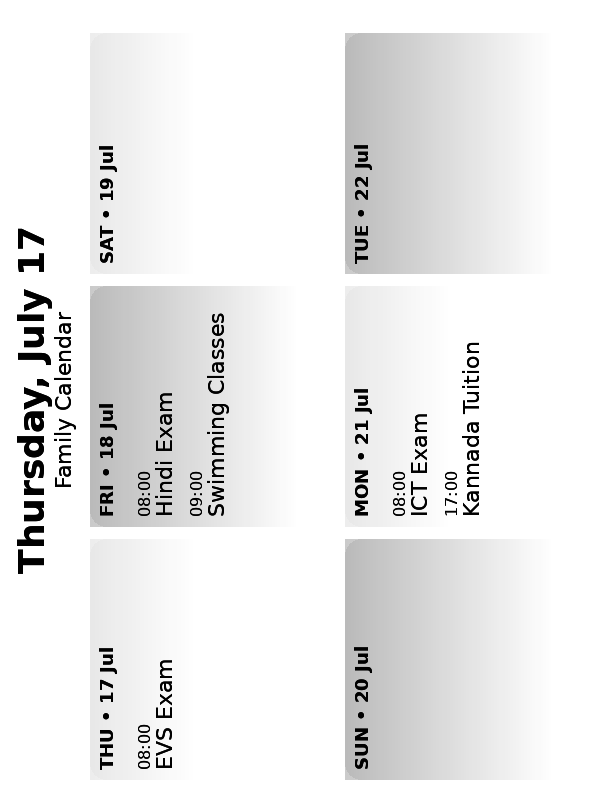 Thursday, July 17
Family Calendar
THU • 17 Jul
08:00
EVS Exam
FRI • 18 Jul
08:00
Hindi Exam
09:00
Swimming Classes
SAT • 19 Jul
SUN • 20 Jul
MON • 21 Jul
08:00
ICT Exam
17:00
Kannada Tuition
TUE • 22 Jul